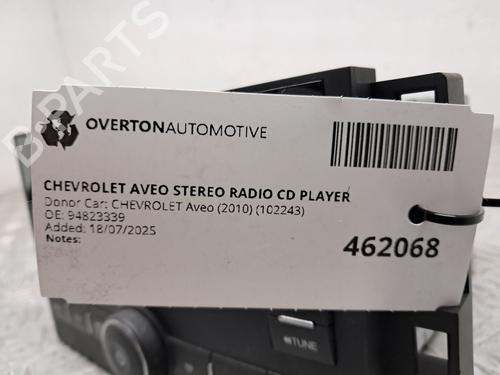 OVERTONAUTOMOTIVE
CHEVROLET AVEO STEREO RADIO CD PLAYER
Donor Car: CHEVROLET Aveo (2010) (102243)
OE: 94823339
Added: 18/07/2025
Notes:
462068
TUNE
B-PARTS